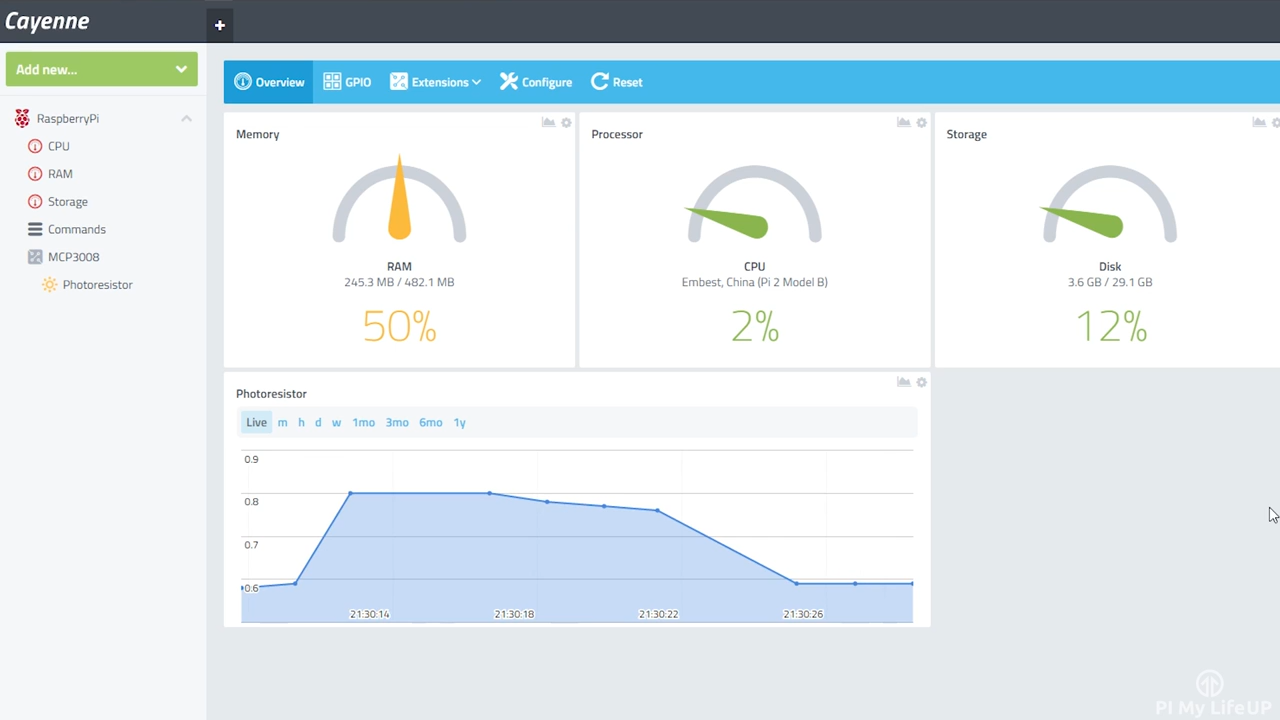 Cayenne
+
Add new...
RaspberryPi
CPU
RAM
Storage
Commands
MCP3008
Photoresistor
Overview GPIO Extensions Configure Reset
Memory
RAM
245.3 MB / 482.1 MB
50%
Processor
CPU
Embest, China (Pi 2 Model B)
2%
Storage
Disk
3.6 GB / 29.1 GB
12%
Photoresistor
Live m h d w 1mo 3mo 6mo 1y
0.9
0.8
0.7
0.6
21:30:14 21:30:18 21:30:22 21:30:26
PI My LifeUP